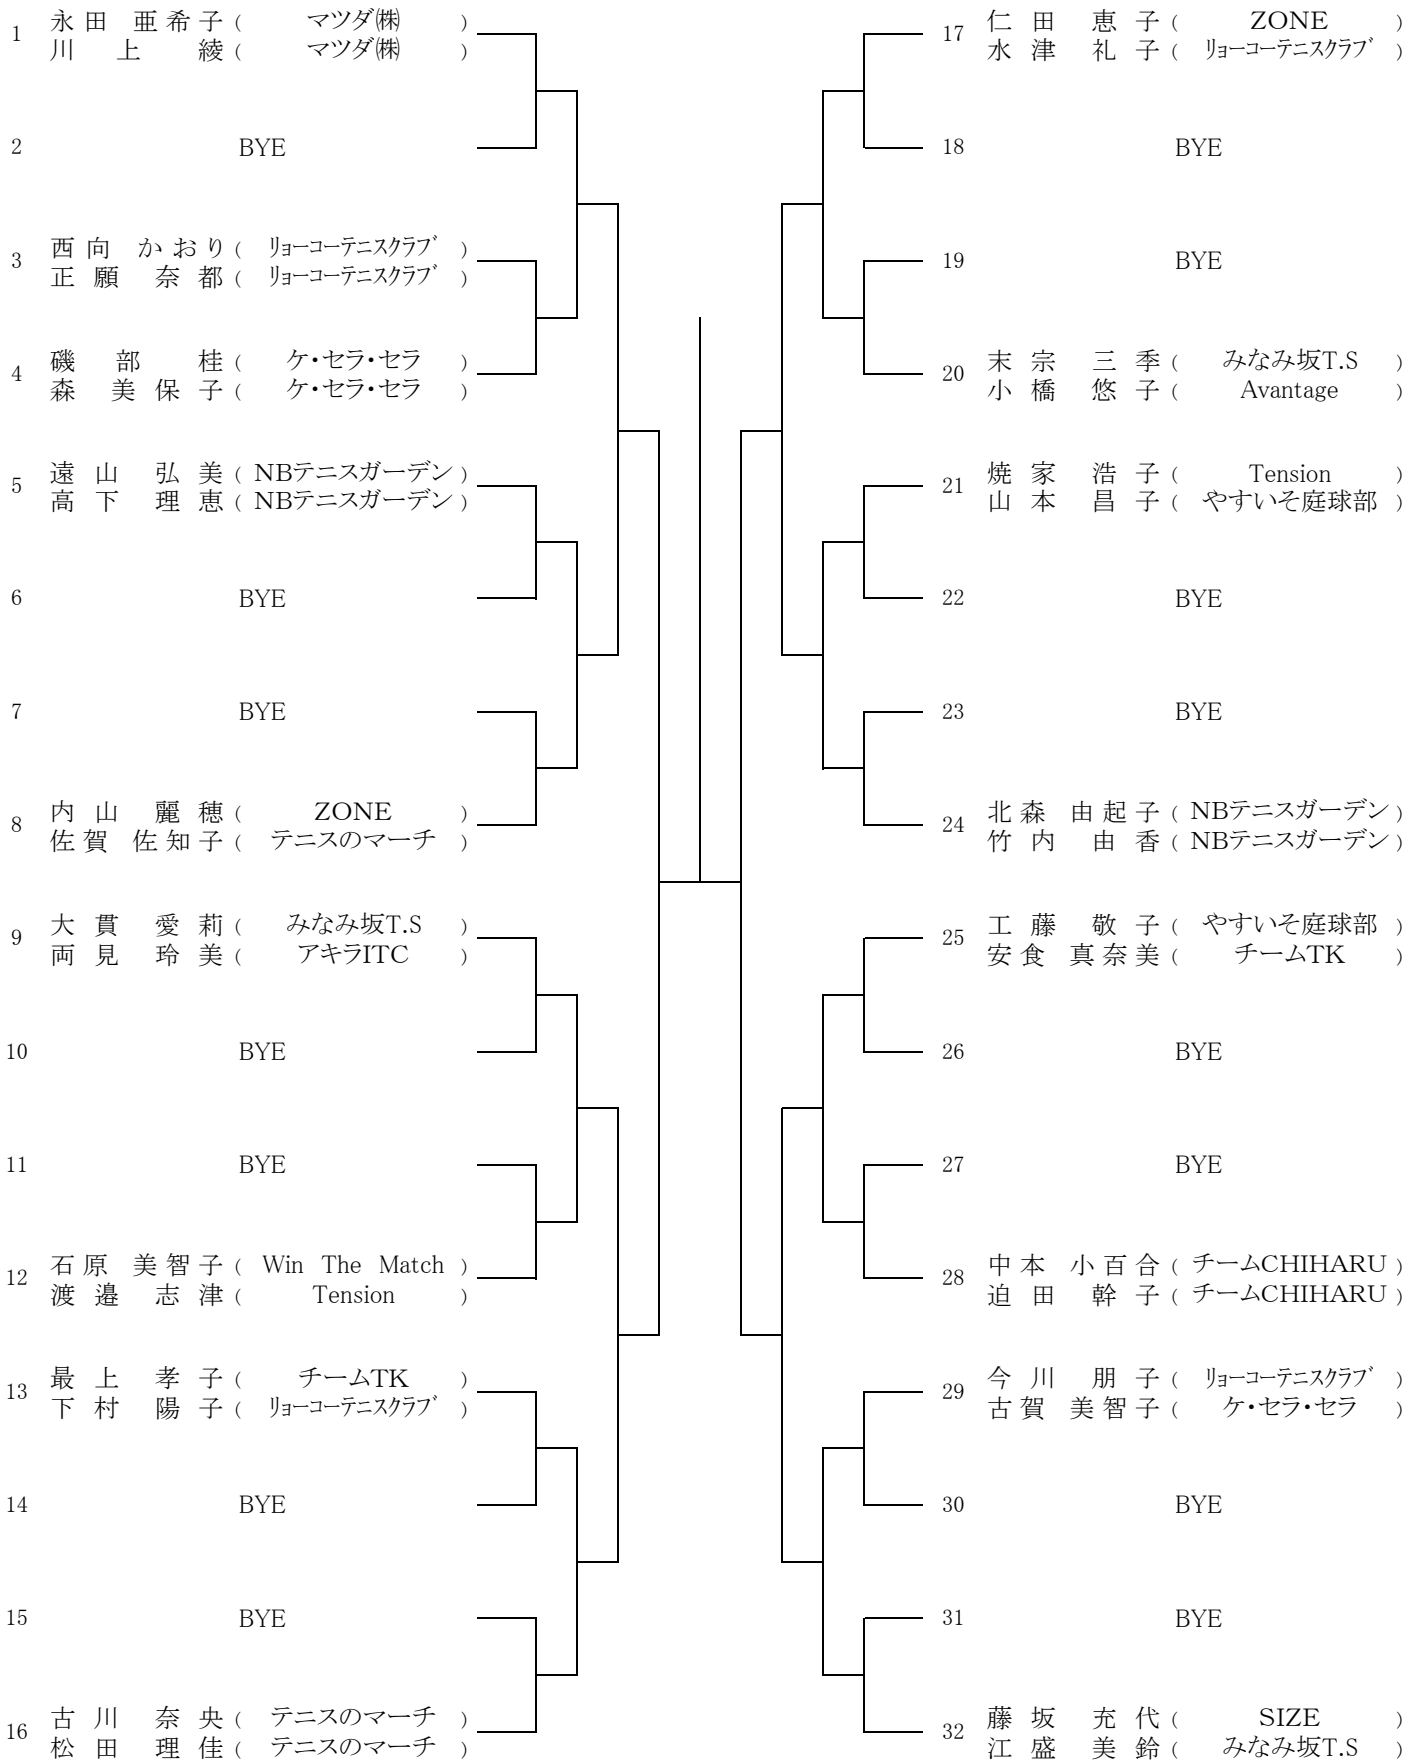 1 永田 亜希子 ( マツダ㈱ )
川上 綾 ( マツダ㈱ )
2 BYE
3 西向 かおり ( ﾘｮｰｺｰﾃﾆｽｸﾗﾌﾞ )
正願 奈都 ( ﾘｮｰｺｰﾃﾆｽｸﾗﾌﾞ )
4 磯部 桂 ( ケ・セラ・セラ )
森 美保子 ( ケ・セラ・セラ )
5 遠山 弘美 ( NBテニスガーデン )
高下 理恵 ( NBテニスガーデン )
6 BYE
7 BYE
8 内山 麗穂 ( ZONE )
佐賀 佐知子 ( テニスのマーチ )
9 大貫 愛莉 ( みなみ坂T.S )
両見 玲美 ( アキラITC )
10 BYE
11 BYE
12 石原 美智子 ( Win The Match )
渡邉 志津 ( Tension )
13 最上 孝子 ( チームTK )
下村 陽子 ( ﾘｮｰｺｰﾃﾆｽｸﾗﾌﾞ )
14 BYE
15 BYE
16 古川 奈央 ( テニスのマーチ )
松田 理佳 ( テニスのマーチ )
17 仁田 恵子 ( ZONE )
水津 礼子 ( ﾘｮｰｺｰﾃﾆｽｸﾗﾌﾞ )
18 BYE
19 BYE
20 末宗 三季 ( みなみ坂T.S )
小橋 悠子 ( Avantage )
21 焼家 浩子 ( Tension )
山本 昌子 ( やすいそ庭球部 )
22 BYE
23 BYE
24 北森 由起子 ( NBテニスガーデン )
竹内 由香 ( NBテニスガーデン )
25 工藤 敬子 ( やすいそ庭球部 )
安食 真奈美 ( チームTK )
26 BYE
27 BYE
28 中本 小百合 ( チームCHIHARU )
迫田 幹子 ( チームCHIHARU )
29 今川 朋子 ( ﾘｮｰｺｰﾃﾆｽｸﾗﾌﾞ )
古賀 美智子 ( ケ・セラ・セラ )
30 BYE
31 BYE
32 藤坂 充代 ( SIZE )
江盛 美鈴 ( みなみ坂T.S )